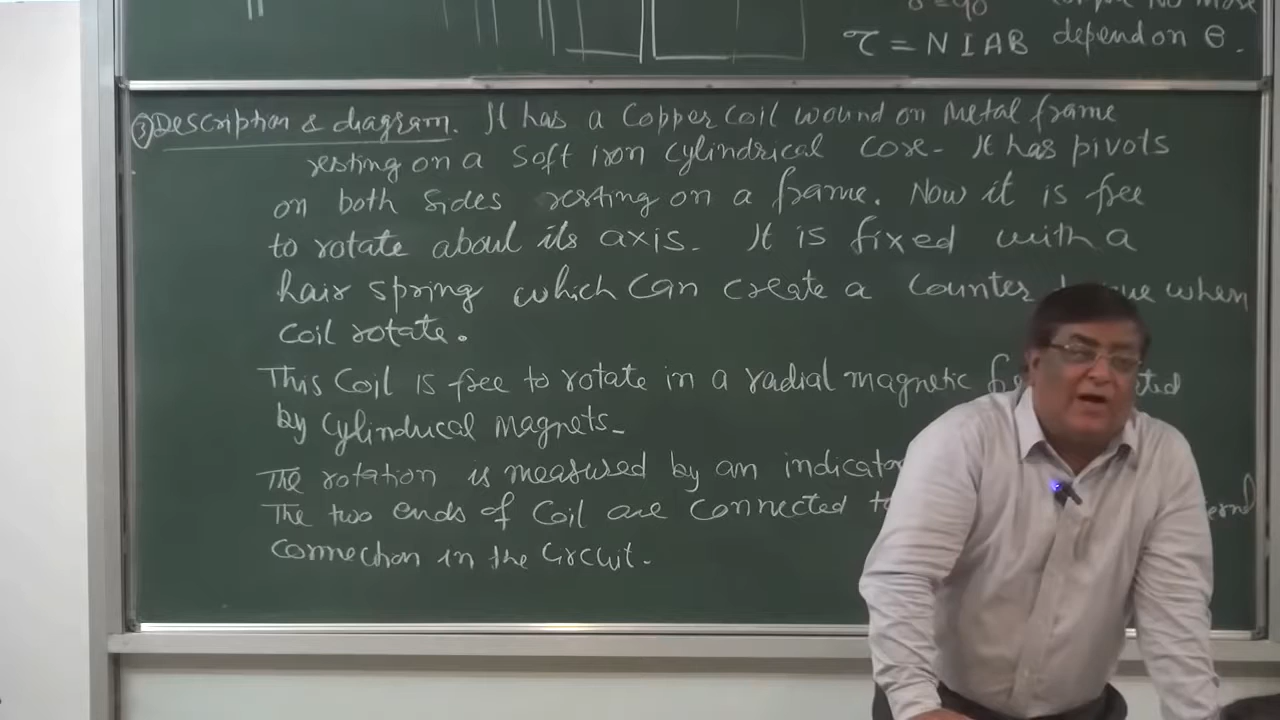 depend on θ.
τ = NIAB
③ Description & diagram. It has a Copper coil wound on Metal frame
resting on a Soft iron cylindrical Core. It has pivots
on both Sides resting on a frame. Now it is free
to rotate about its axis. It is fixed with a
hair spring which can create a Counter when
coil rotate.
This Coil is free to rotate in a radial magnetic
by Cylindrical magnets.
The rotation is measured by an indicator
The two ends of Coil are connected
connection in the Circuit.